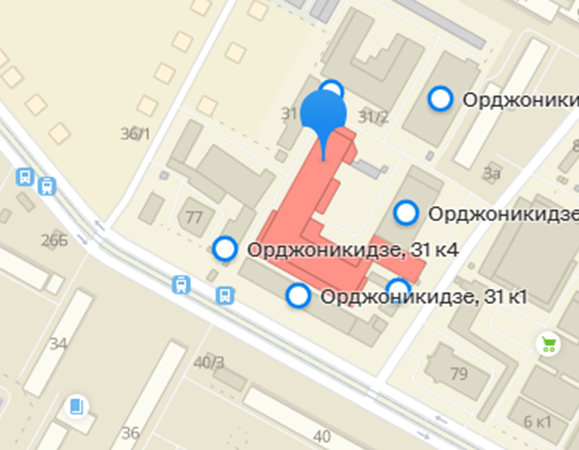 Орджоники
31
31/2
36/1
3а
8
Орджоникидзе
77
26Б
Орджоникидзе, 31 к4
Орджоникидзе, 31 к1
34
40/3
79
36
40
6 к1